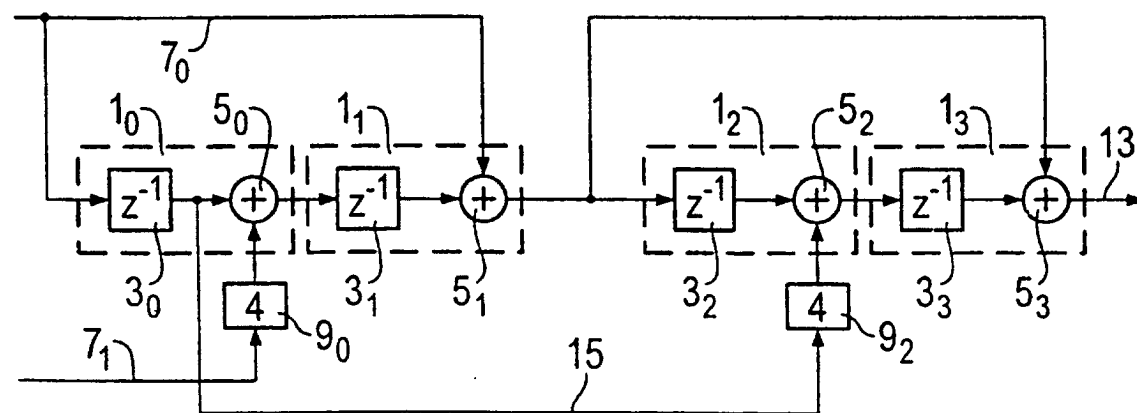 7₀
1₀ 5₀ 1₁ 1₂ 5₂ 1₃ 13
z⁻¹ + z⁻¹ + z⁻¹ + z⁻¹ +
3₀ 3₁ 5₁ 3₂ 3₃ 5₃
4 9₀ 4 9₂
7₁ 15